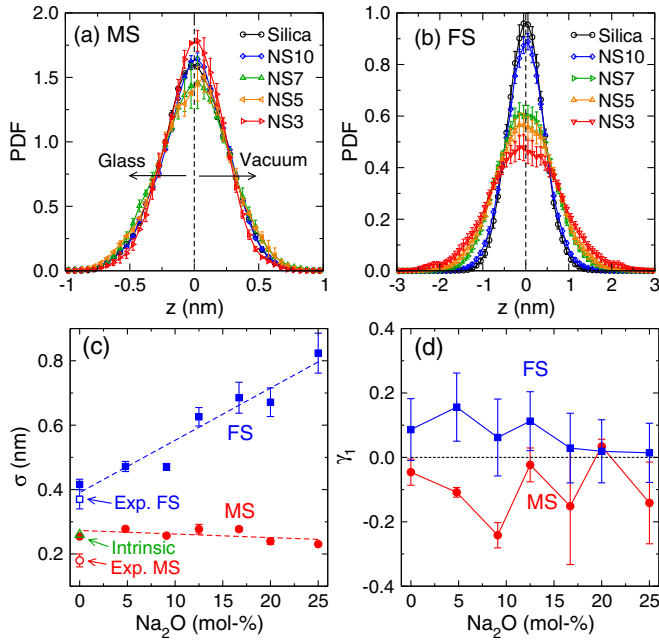 (a) MS
Silica
NS10
NS7
NS5
NS3
Glass
Vacuum
PDF
0.0
0.5
1.0
1.5
2.0
-1
-0.5
0
0.5
1
z (nm)
(b) FS
Silica
NS10
NS7
NS5
NS3
PDF
0.0
0.2
0.4
0.6
0.8
1.0
-3
-2
-1
0
1
2
3
z (nm)
(c)
FS
Exp. FS
MS
Intrinsic
Exp. MS
σ (nm)
0.2
0.4
0.6
0.8
0
5
10
15
20
25
Na₂O (mol-%)
(d)
FS
MS
γ₁
-0.4
-0.2
0.0
0.2
0.4
0
5
10
15
20
25
Na₂O (mol-%)